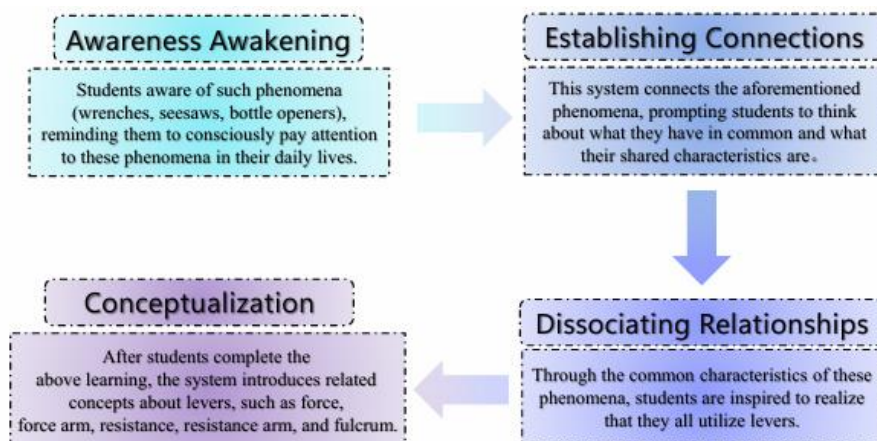 Awareness Awakening
Students aware of such phenomena
(wrenches, seesaws, bottle openers),
reminding them to consciously pay attention
to these phenomena in their daily lives.
Establishing Connections
This system connects the aforementioned
phenomena, prompting students to think
about what they have in common and what
their shared characteristics are。
Dissociating Relationships
Through the common characteristics of these
phenomena, students are inspired to realize
that they all utilize levers.
Conceptualization
After students complete the
above learning, the system introduces related
concepts about levers, such as force,
force arm, resistance, resistance arm, and fulcrum.